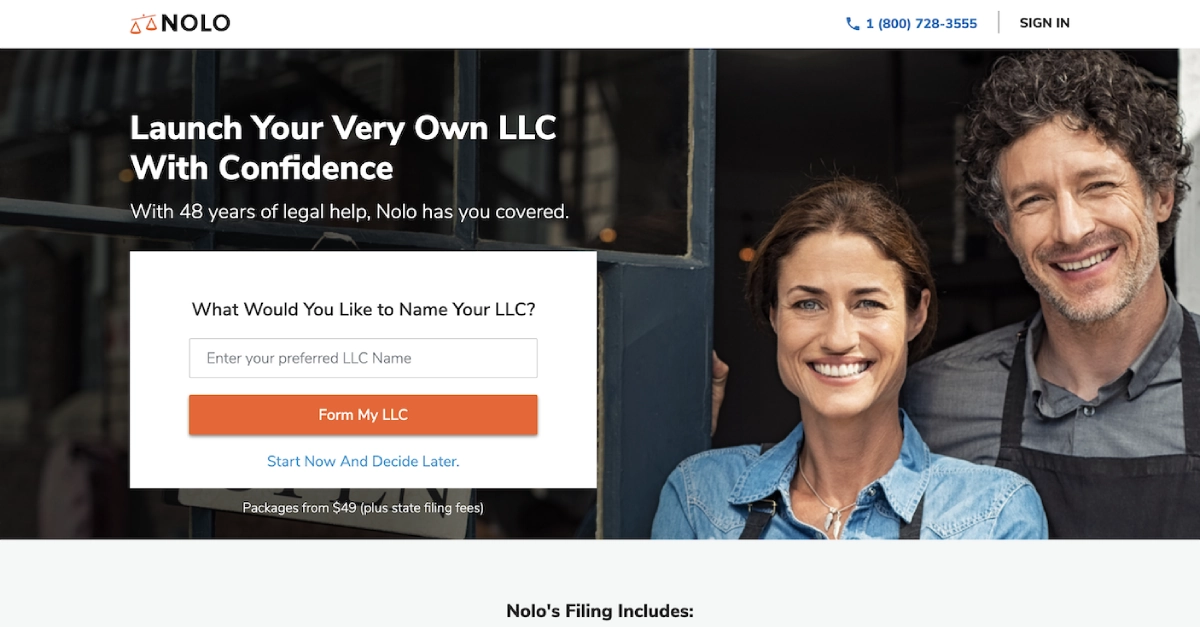 NOLO
1 (800) 728-3555
SIGN IN
Launch Your Very Own LLC
With Confidence
With 48 years of legal help, Nolo has you covered.
What Would You Like to Name Your LLC?
Enter your preferred LLC Name
Form My LLC
Start Now And Decide Later.
Packages from $49 (plus state filing fees)
Nolo's Filing Includes: